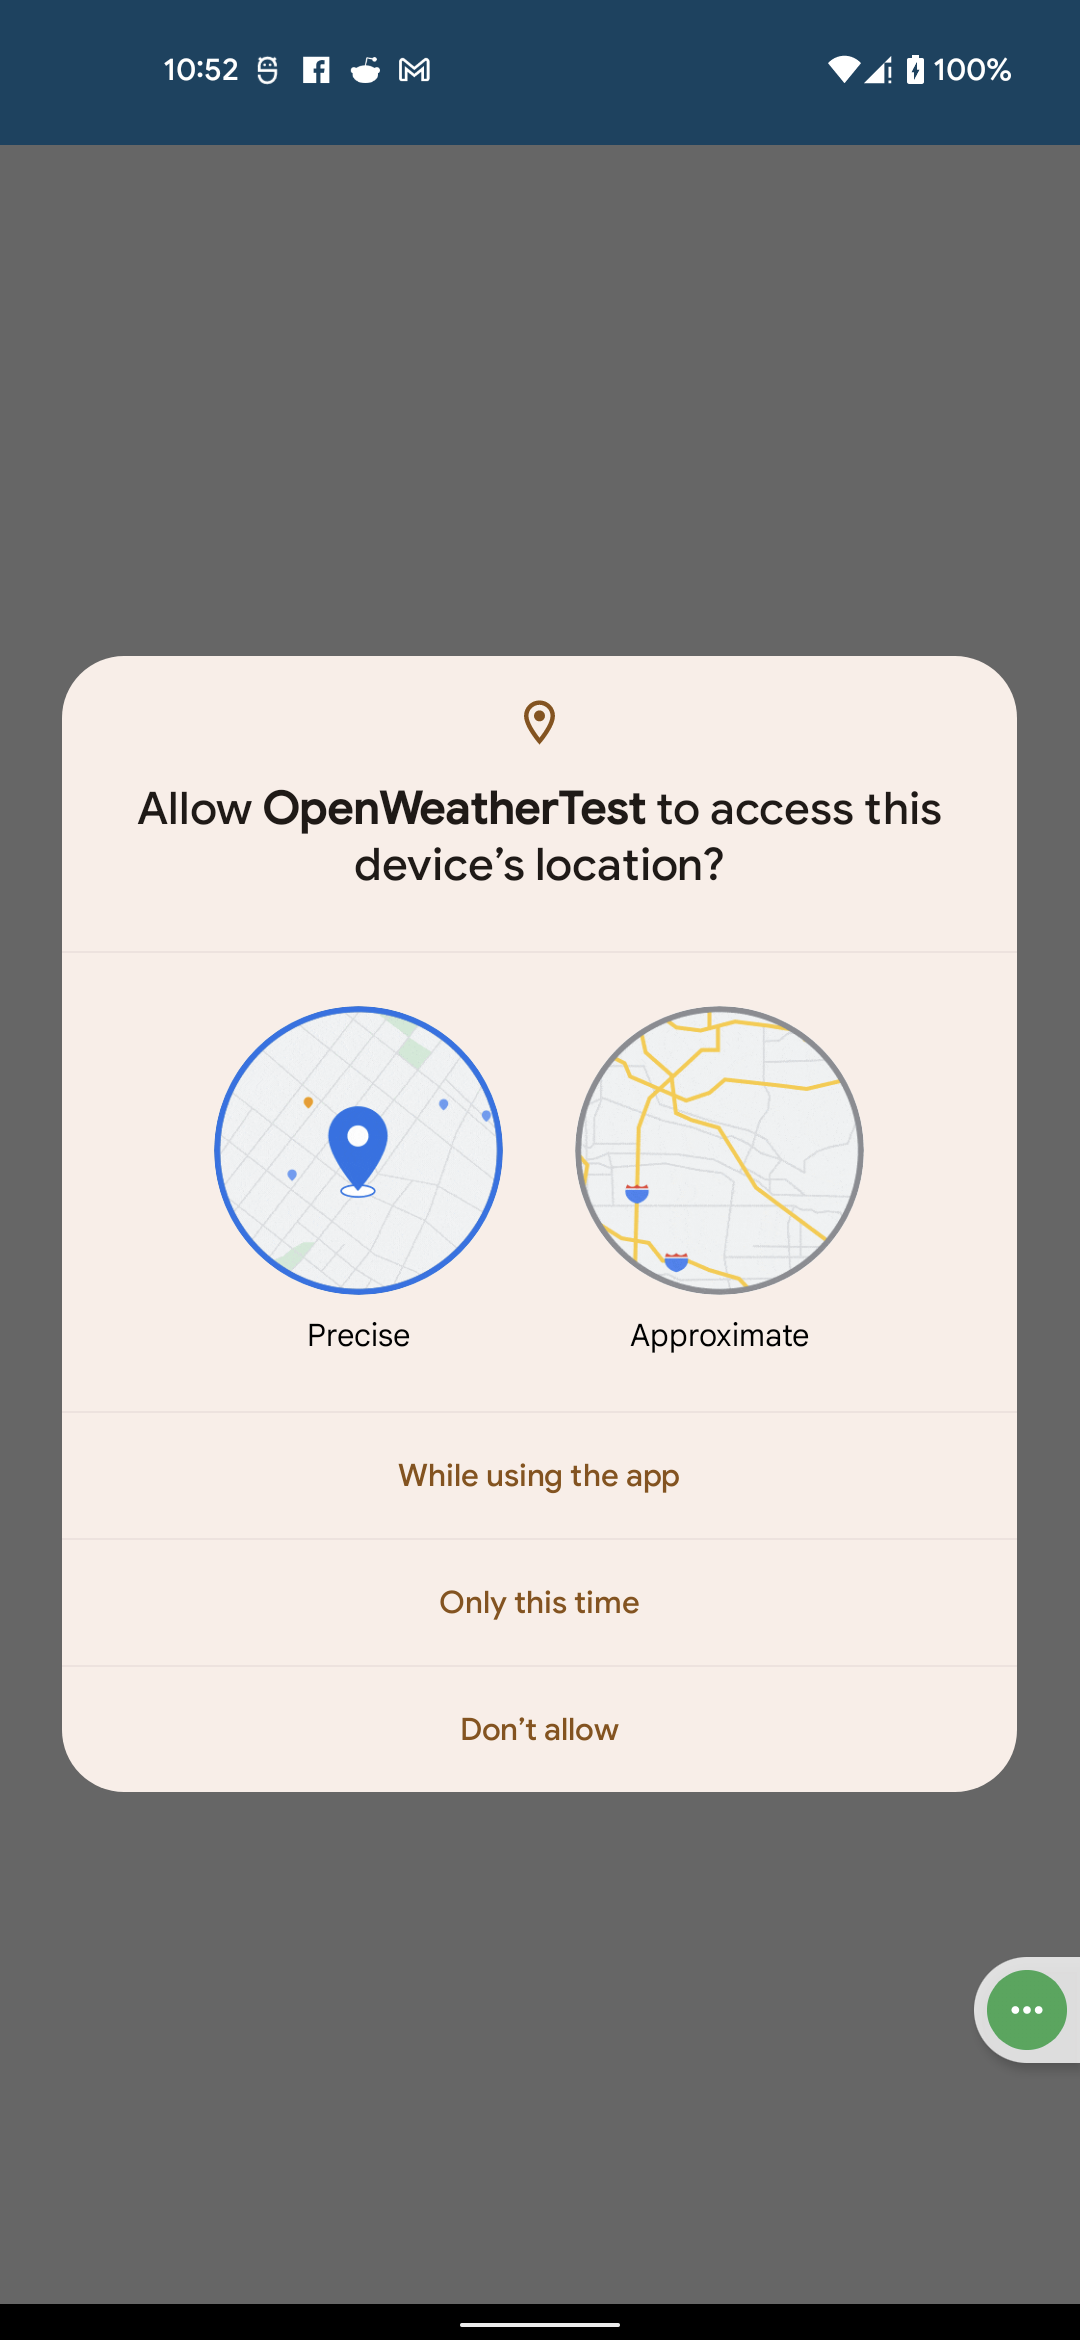 10:52
100%
Allow OpenWeatherTest to access this
device’s location?
Precise
Approximate
While using the app
Only this time
Don’t allow